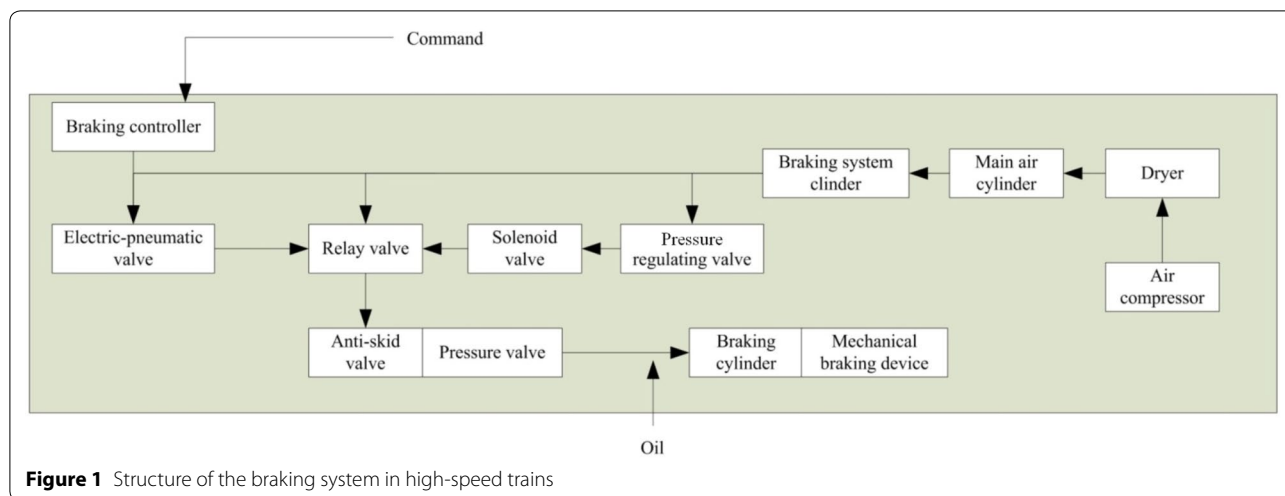 Command
Braking controller
Braking system
clinder
Main air
cylinder
Dryer
Electric-pneumatic
valve
Relay valve
Solenoid
valve
Pressure
regulating valve
Air
compressor
Anti-skid
valve
Pressure valve
Braking
cylinder
Mechanical
braking device
Oil
Figure 1 Structure of the braking system in high-speed trains